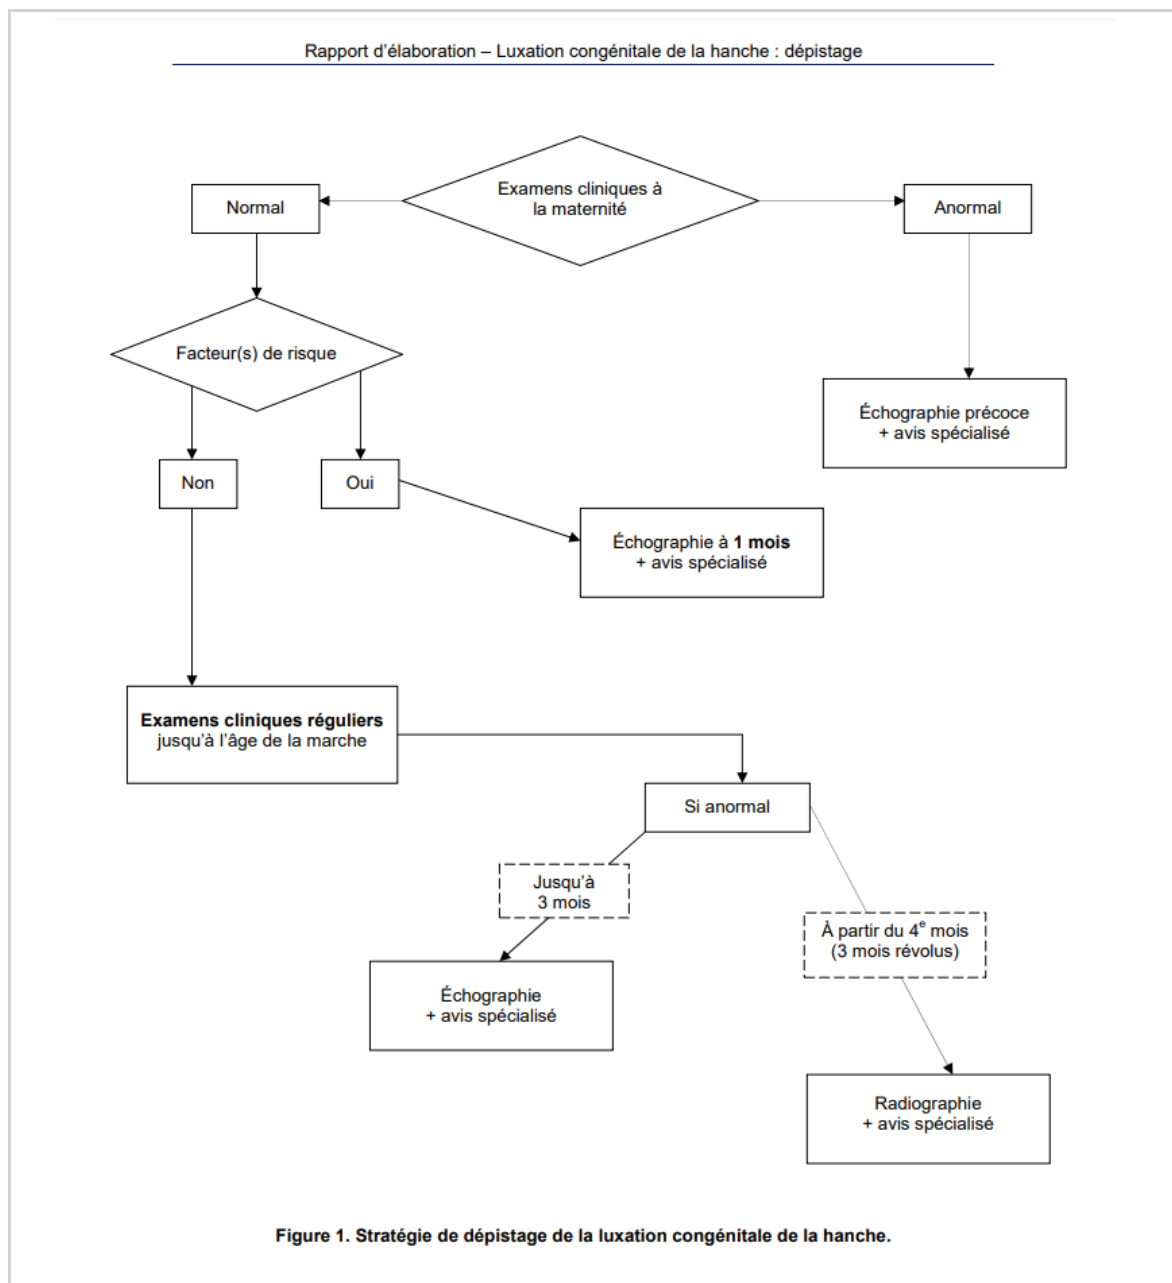 Rapport d'élaboration – Luxation congénitale de la hanche : dépistage
Examens cliniques à
la maternité
Normal
Anormal
Facteur(s) de risque
Échographie précoce
+ avis spécialisé
Non
Oui
Échographie à 1 mois
+ avis spécialisé
Examens cliniques réguliers
jusqu'à l'âge de la marche
Si anormal
Jusqu'à
3 mois
À partir du 4e mois
(3 mois révolus)
Échographie
+ avis spécialisé
Radiographie
+ avis spécialisé
Figure 1. Stratégie de dépistage de la luxation congénitale de la hanche.